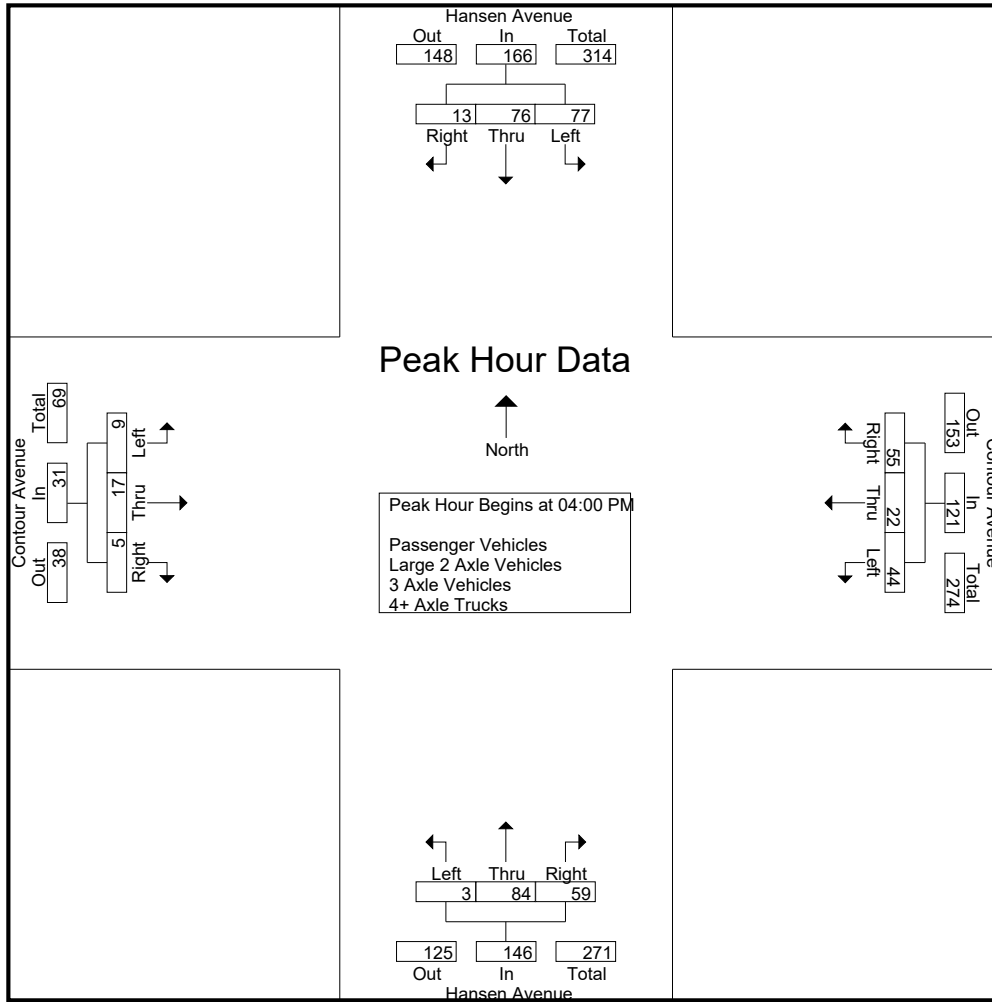 Hansen Avenue
Out In Total
148 166 314
13 76 77
Right Thru Left
Peak Hour Data
North
Peak Hour Begins at 04:00 PM
Passenger Vehicles
Large 2 Axle Vehicles
3 Axle Vehicles
4+ Axle Trucks
Contour Avenue
Out In Total
38 31 69
Left Thru Right
9 17 5
Contour Avenue
Out In Total
153 121 274
Right Thru Left
55 22 44
Left Thru Right
3 84 59
125 146 271
Out In Total
Hansen Avenue